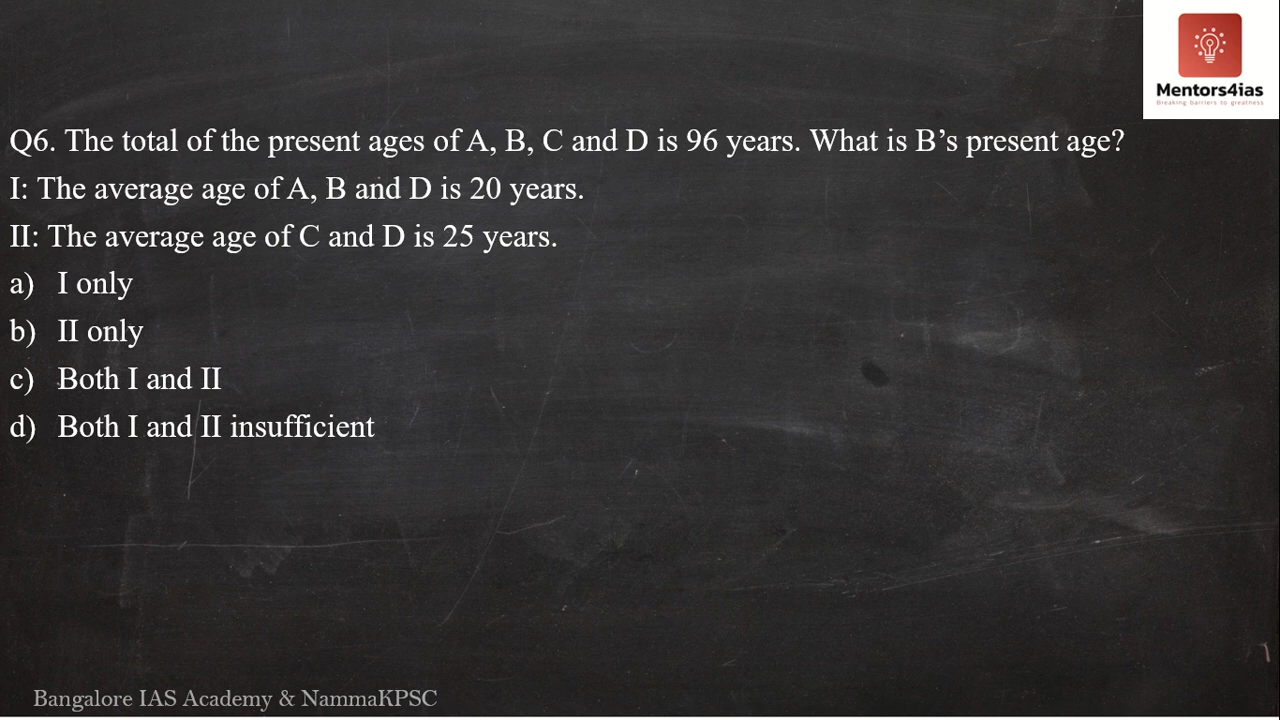 Mentors4ias
Breaking barriers to greatness
Q6. The total of the present ages of A, B, C and D is 96 years. What is B’s present age?
I: The average age of A, B and D is 20 years.
II: The average age of C and D is 25 years.
a) I only
b) II only
c) Both I and II
d) Both I and II insufficient
Bangalore IAS Academy & NammaKPSC